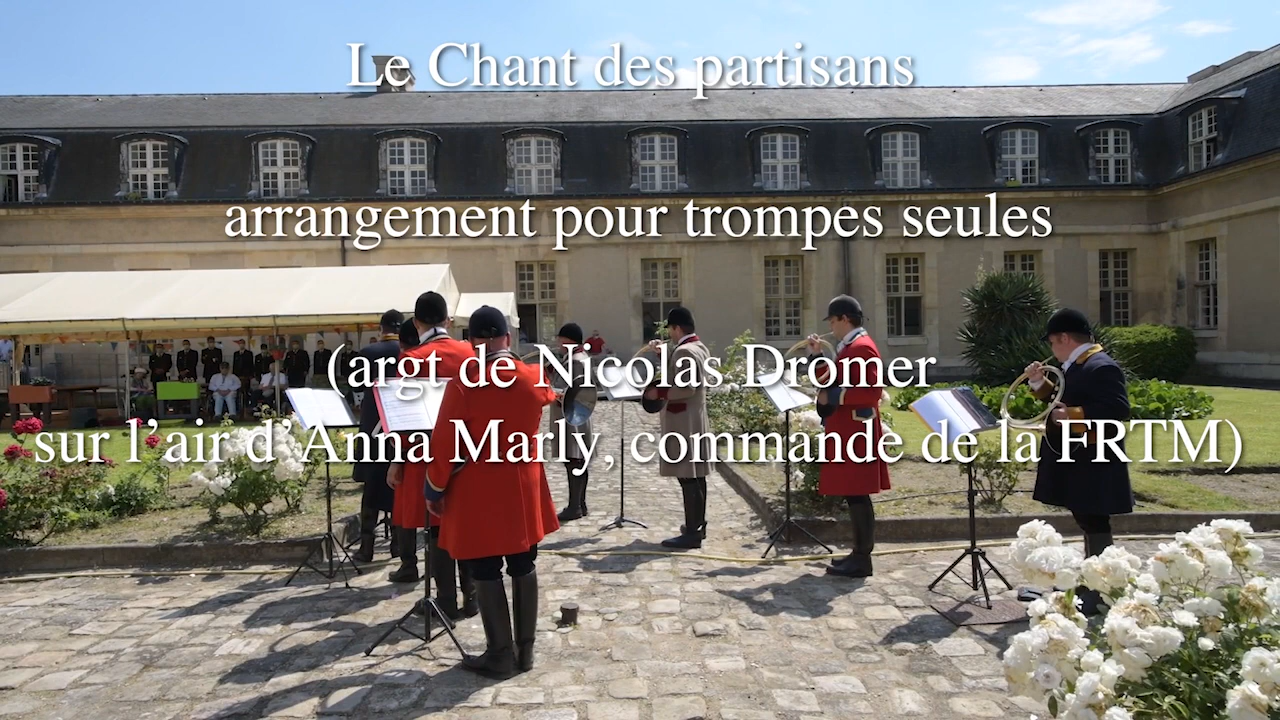 Le Chant des partisans
arrangement pour trompes seules
(argt de Nicolas Dromer
sur l’air d’Anna Marly, commande de la FRTM)